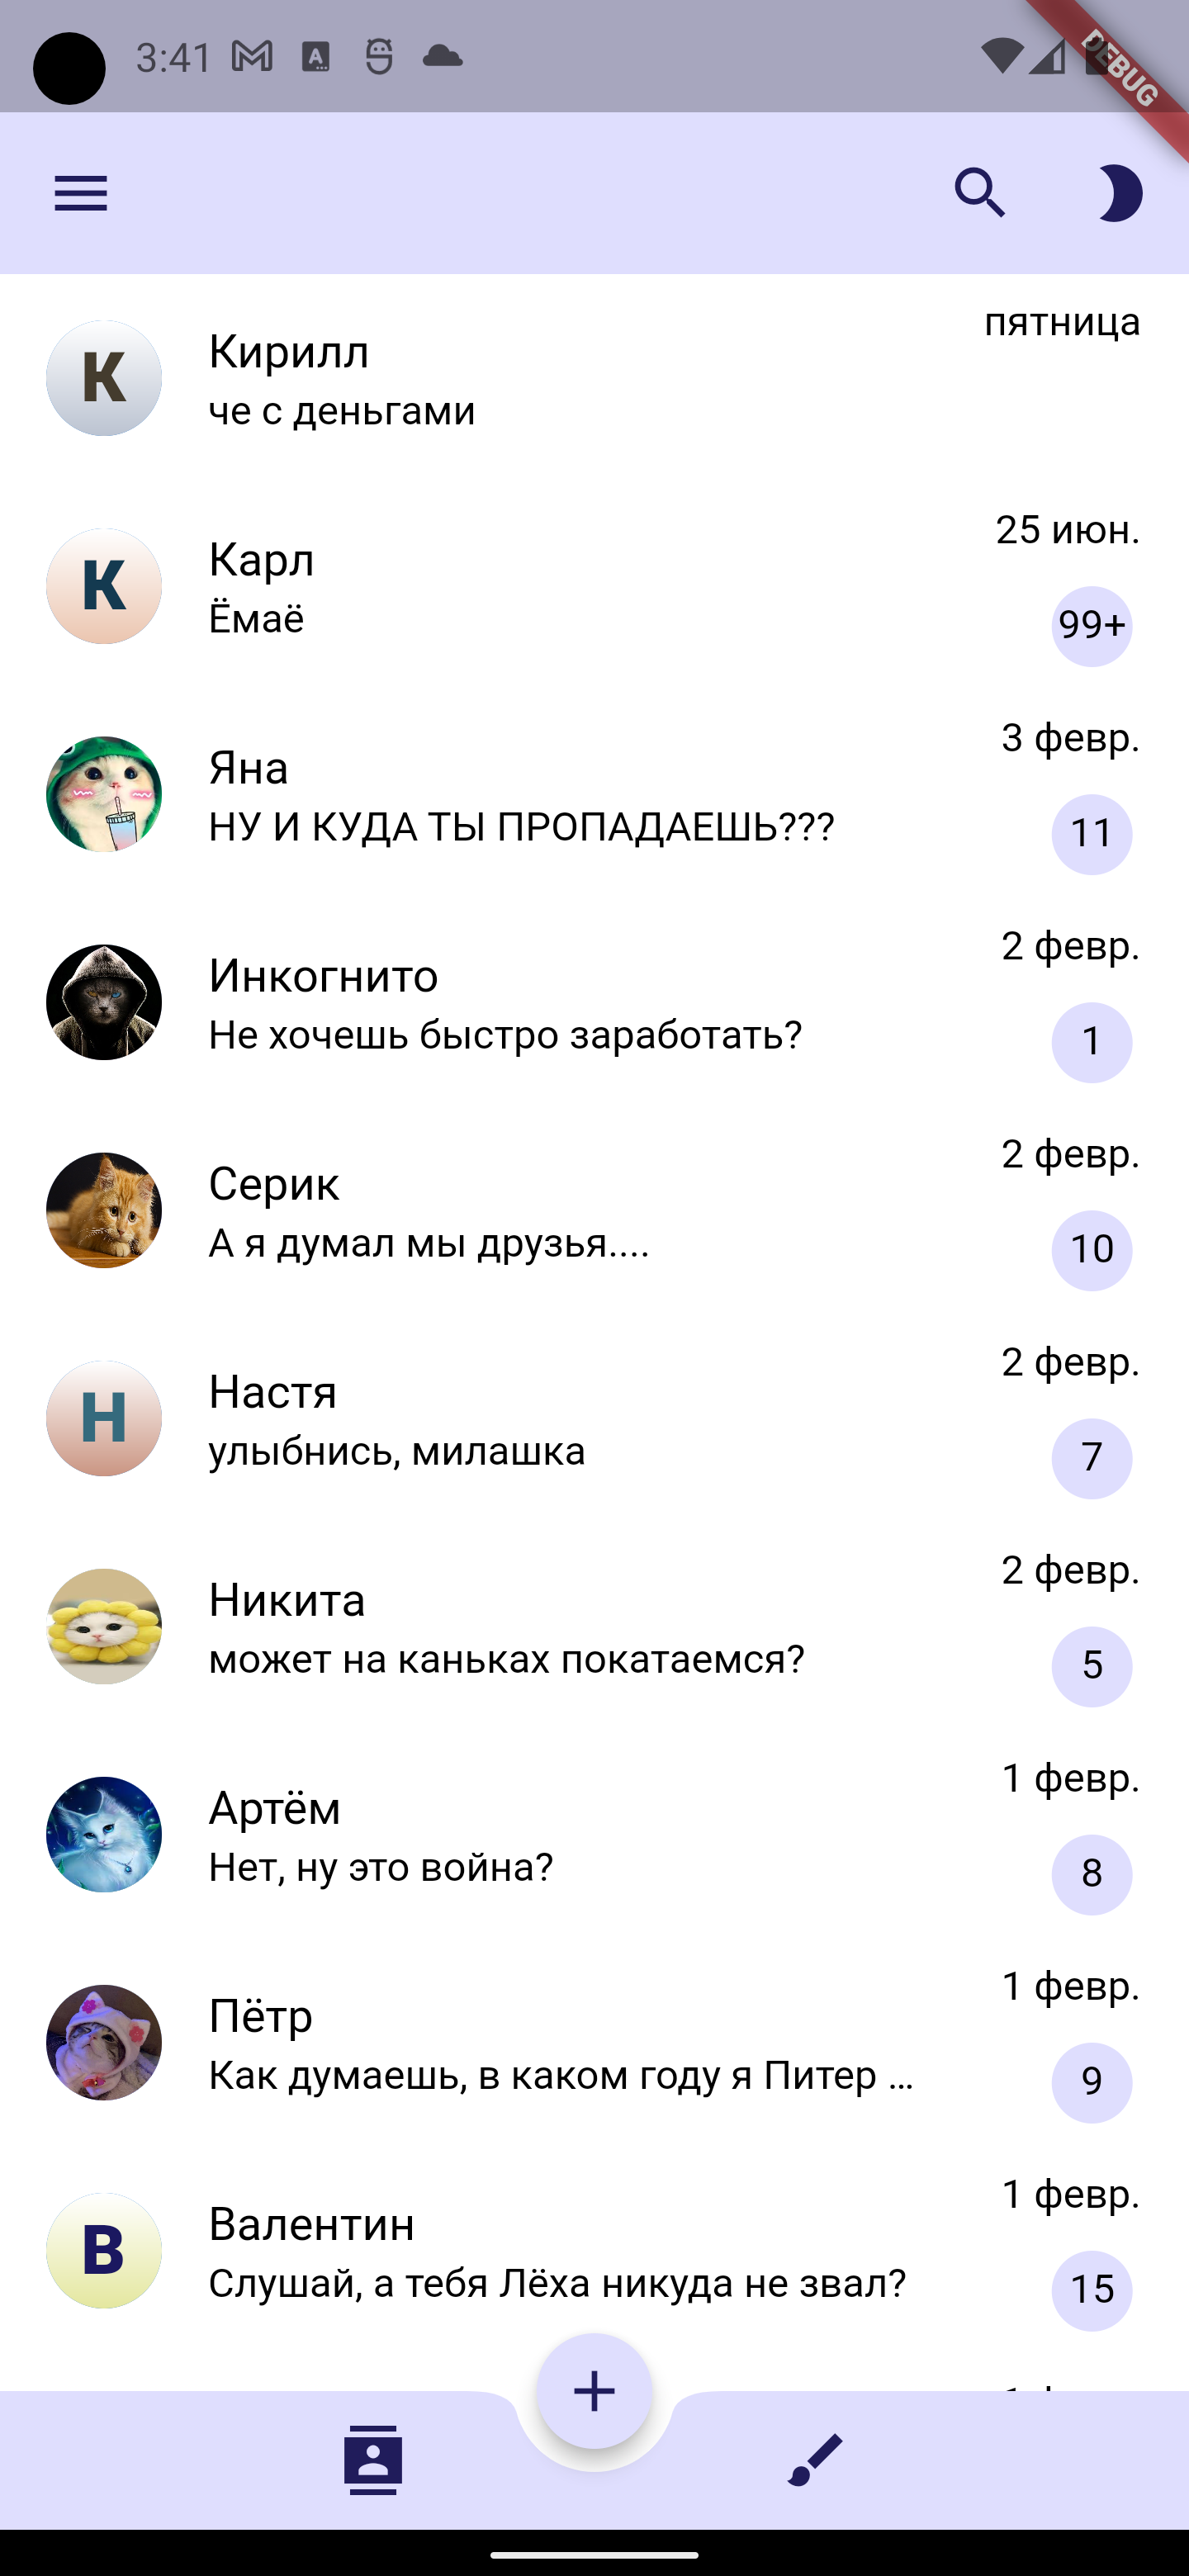 3:41
DEBUG
К
Кирилл
че с деньгами
пятница
К
Карл
Ёмаё
25 июн.
99+
Яна
НУ И КУДА ТЫ ПРОПАДАЕШЬ???
3 февр.
11
Инкогнито
Не хочешь быстро заработать?
2 февр.
1
Серик
А я думал мы друзья....
2 февр.
10
Н
Настя
улыбнись, милашка
2 февр.
7
Никита
может на каньках покатаемся?
2 февр.
5
Артём
Нет, ну это война?
1 февр.
8
Пётр
Как думаешь, в каком году я Питер ...
1 февр.
9
В
Валентин
Слушай, а тебя Лёха никуда не звал?
1 февр.
15